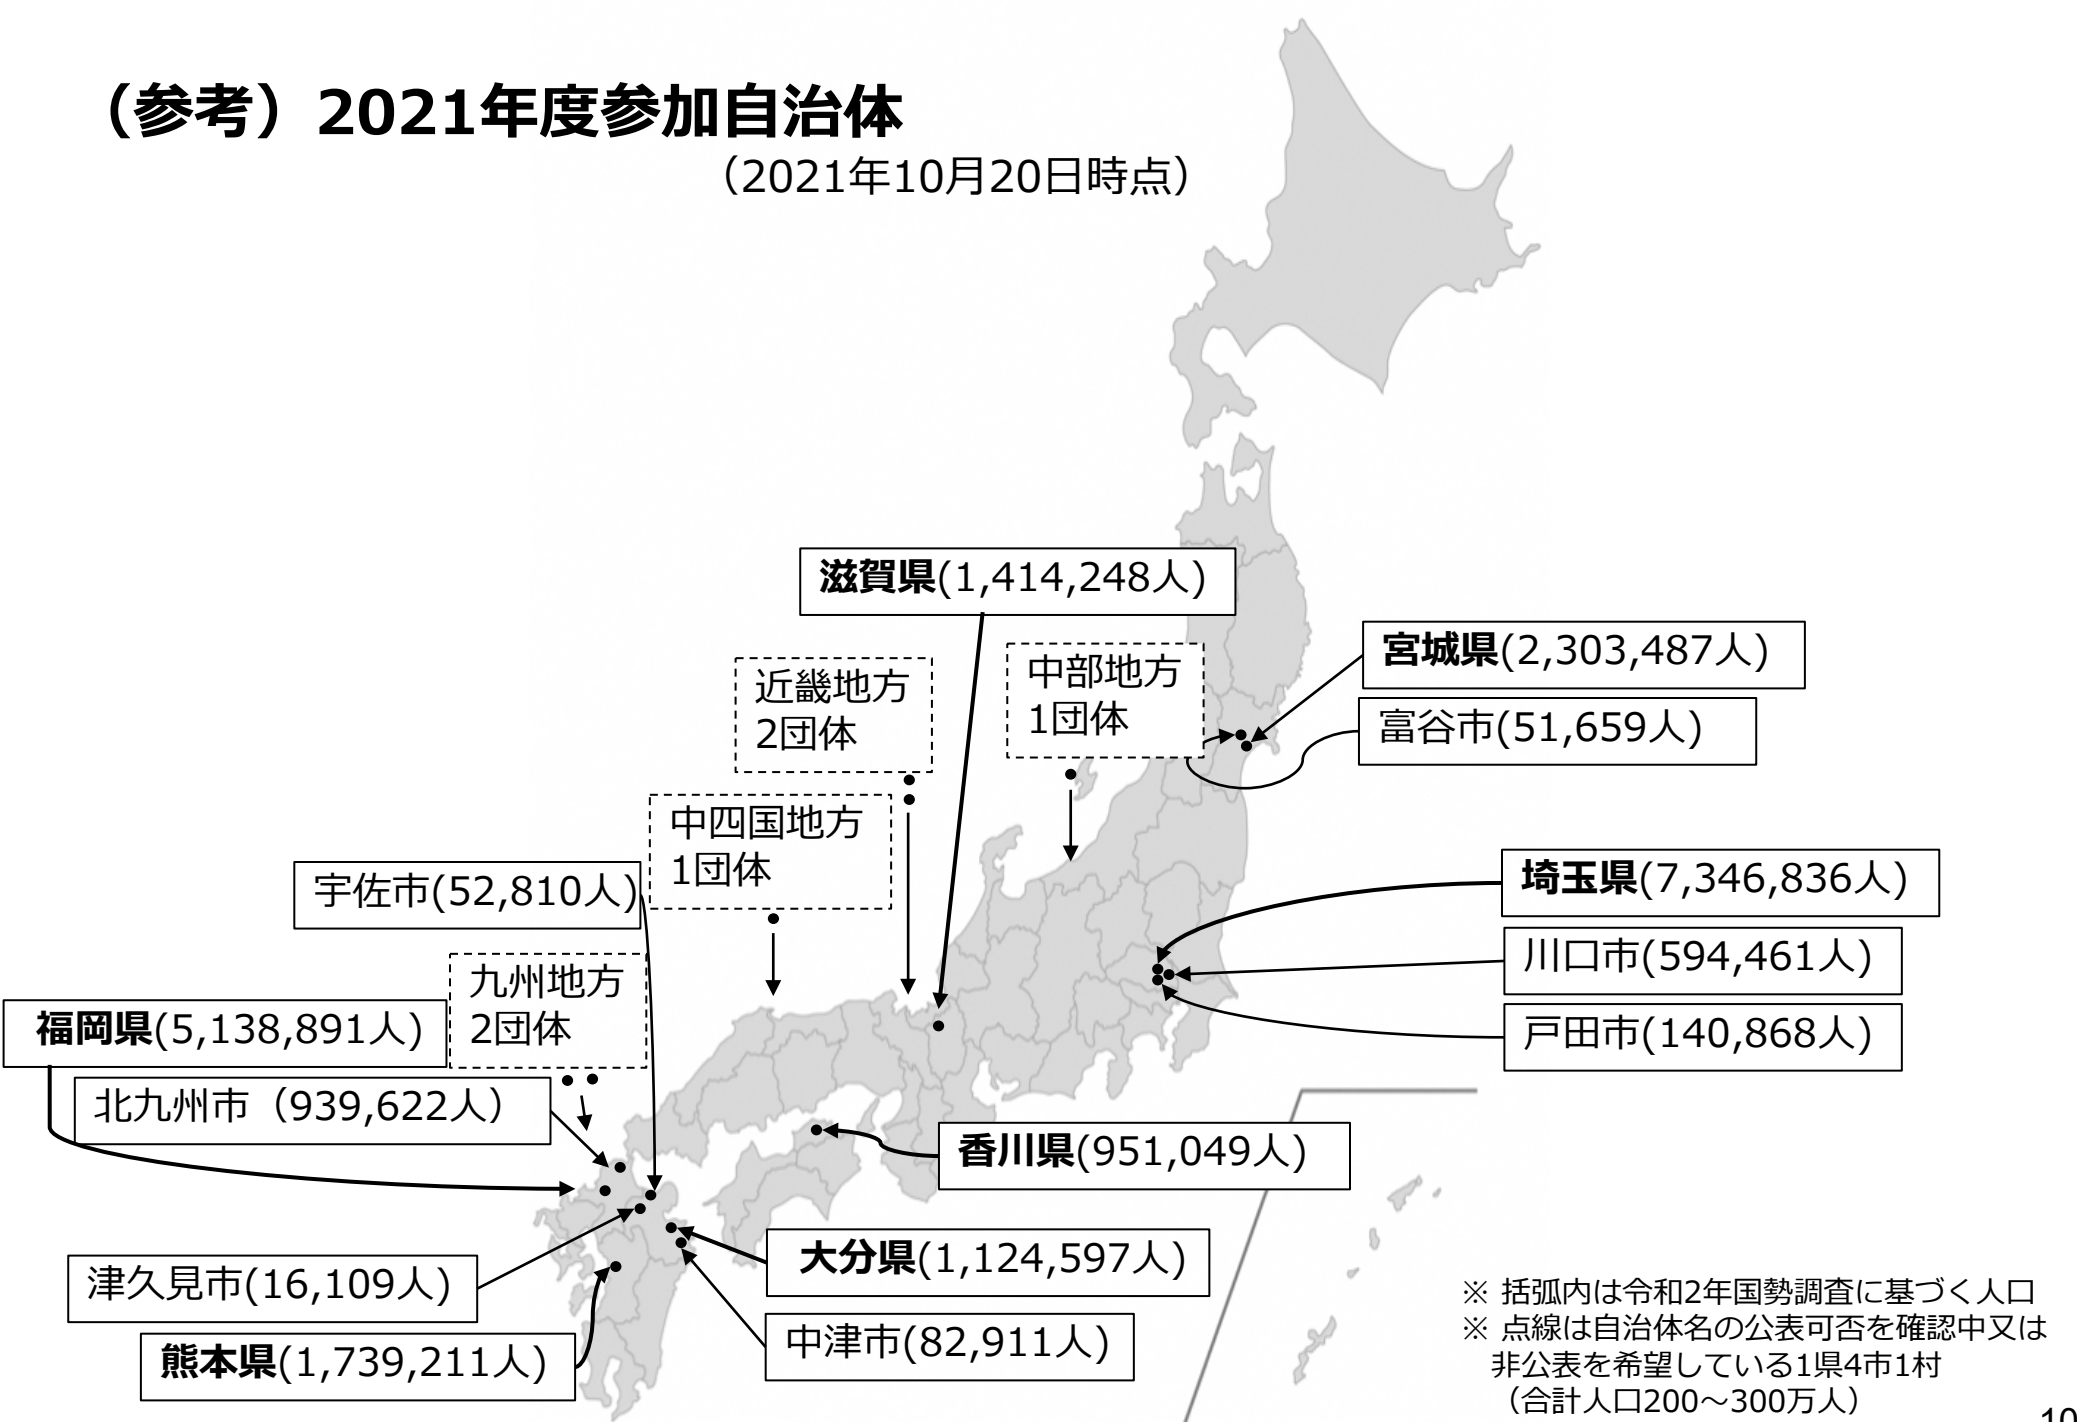 （参考）2021年度参加自治体
（2021年10月20日時点）
滋賀県(1,414,248人)
宮城県(2,303,487人)
富谷市(51,659人)
中部地方
1団体
近畿地方
2団体
中四国地方
1団体
宇佐市(52,810人)
埼玉県(7,346,836人)
川口市(594,461人)
戸田市(140,868人)
九州地方
2団体
福岡県(5,138,891人)
北九州市（939,622人）
香川県(951,049人)
大分県(1,124,597人)
津久見市(16,109人)
中津市(82,911人)
熊本県(1,739,211人)
※ 括弧内は令和2年国勢調査に基づく人口
※ 点線は自治体名の公表可否を確認中又は
非公表を希望している1県4市1村
（合計人口200～300万人）
10